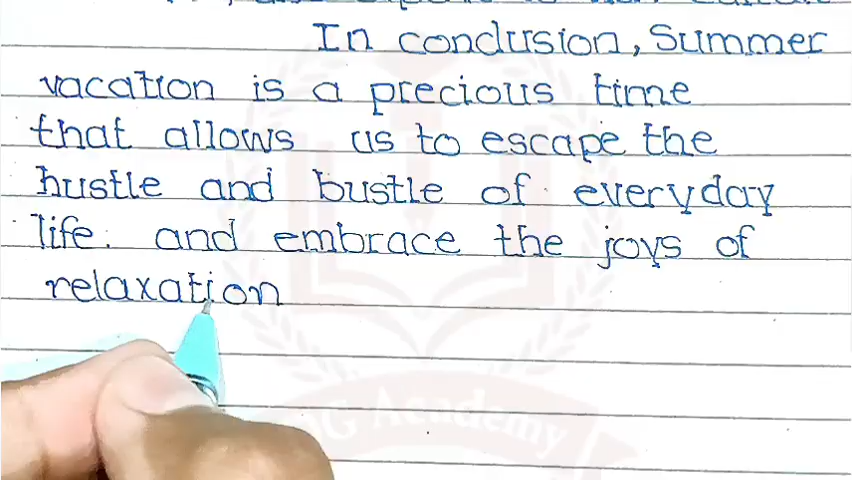 In conclusion, Summer
vacation is a precious time
that allows us to escape the
hustle and bustle of everyday
life. and embrace the joys of
relaxation
G Academy